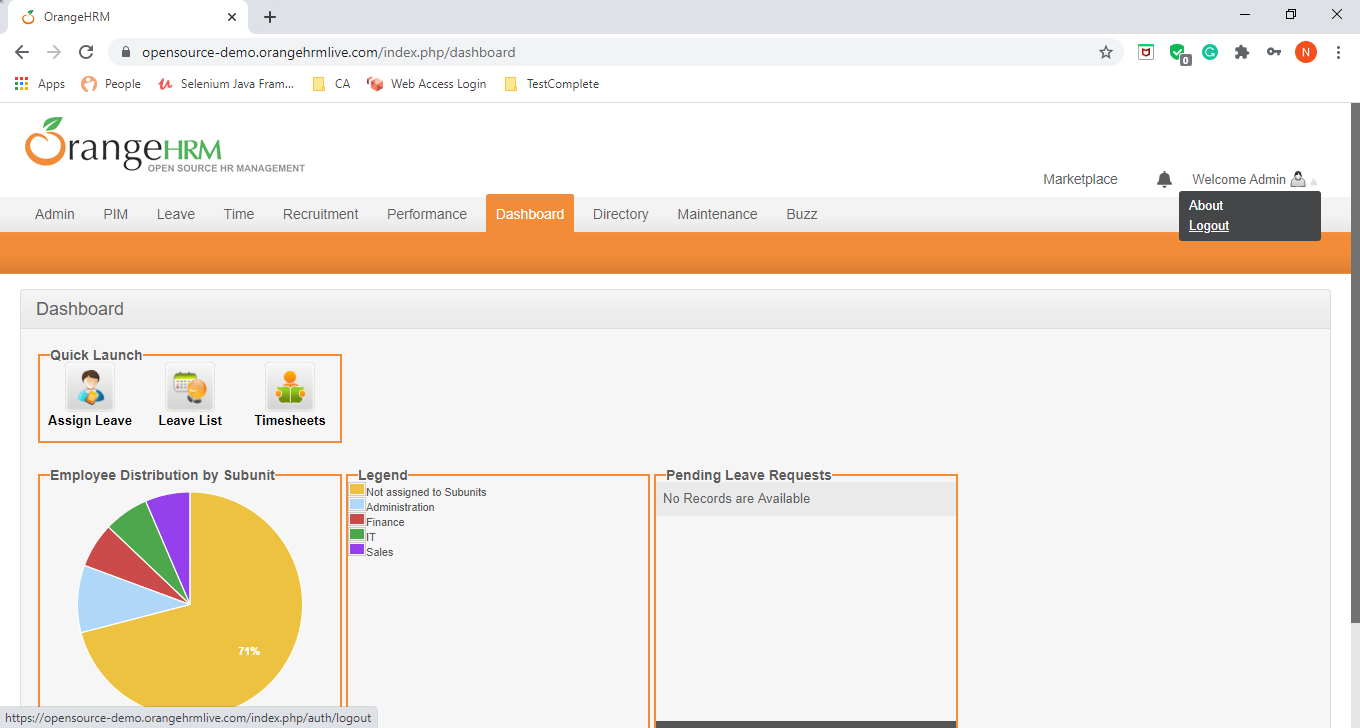 OrangeHRM
opensource-demo.orangehrmlive.com/index.php/dashboard
0
N
Apps People Selenium Java Fram... CA Web Access Login TestComplete
OrangeHRM
OPEN SOURCE HR MANAGEMENT
Marketplace Welcome Admin
About
Logout
Admin PIM Leave Time Recruitment Performance Dashboard Directory Maintenance Buzz
Dashboard
Quick Launch
Assign Leave Leave List Timesheets
Employee Distribution by Subunit
71%
Legend
Not assigned to Subunits
Administration
Finance
IT
Sales
Pending Leave Requests
No Records are Available
https://opensource-demo.orangehrmlive.com/index.php/auth/logout